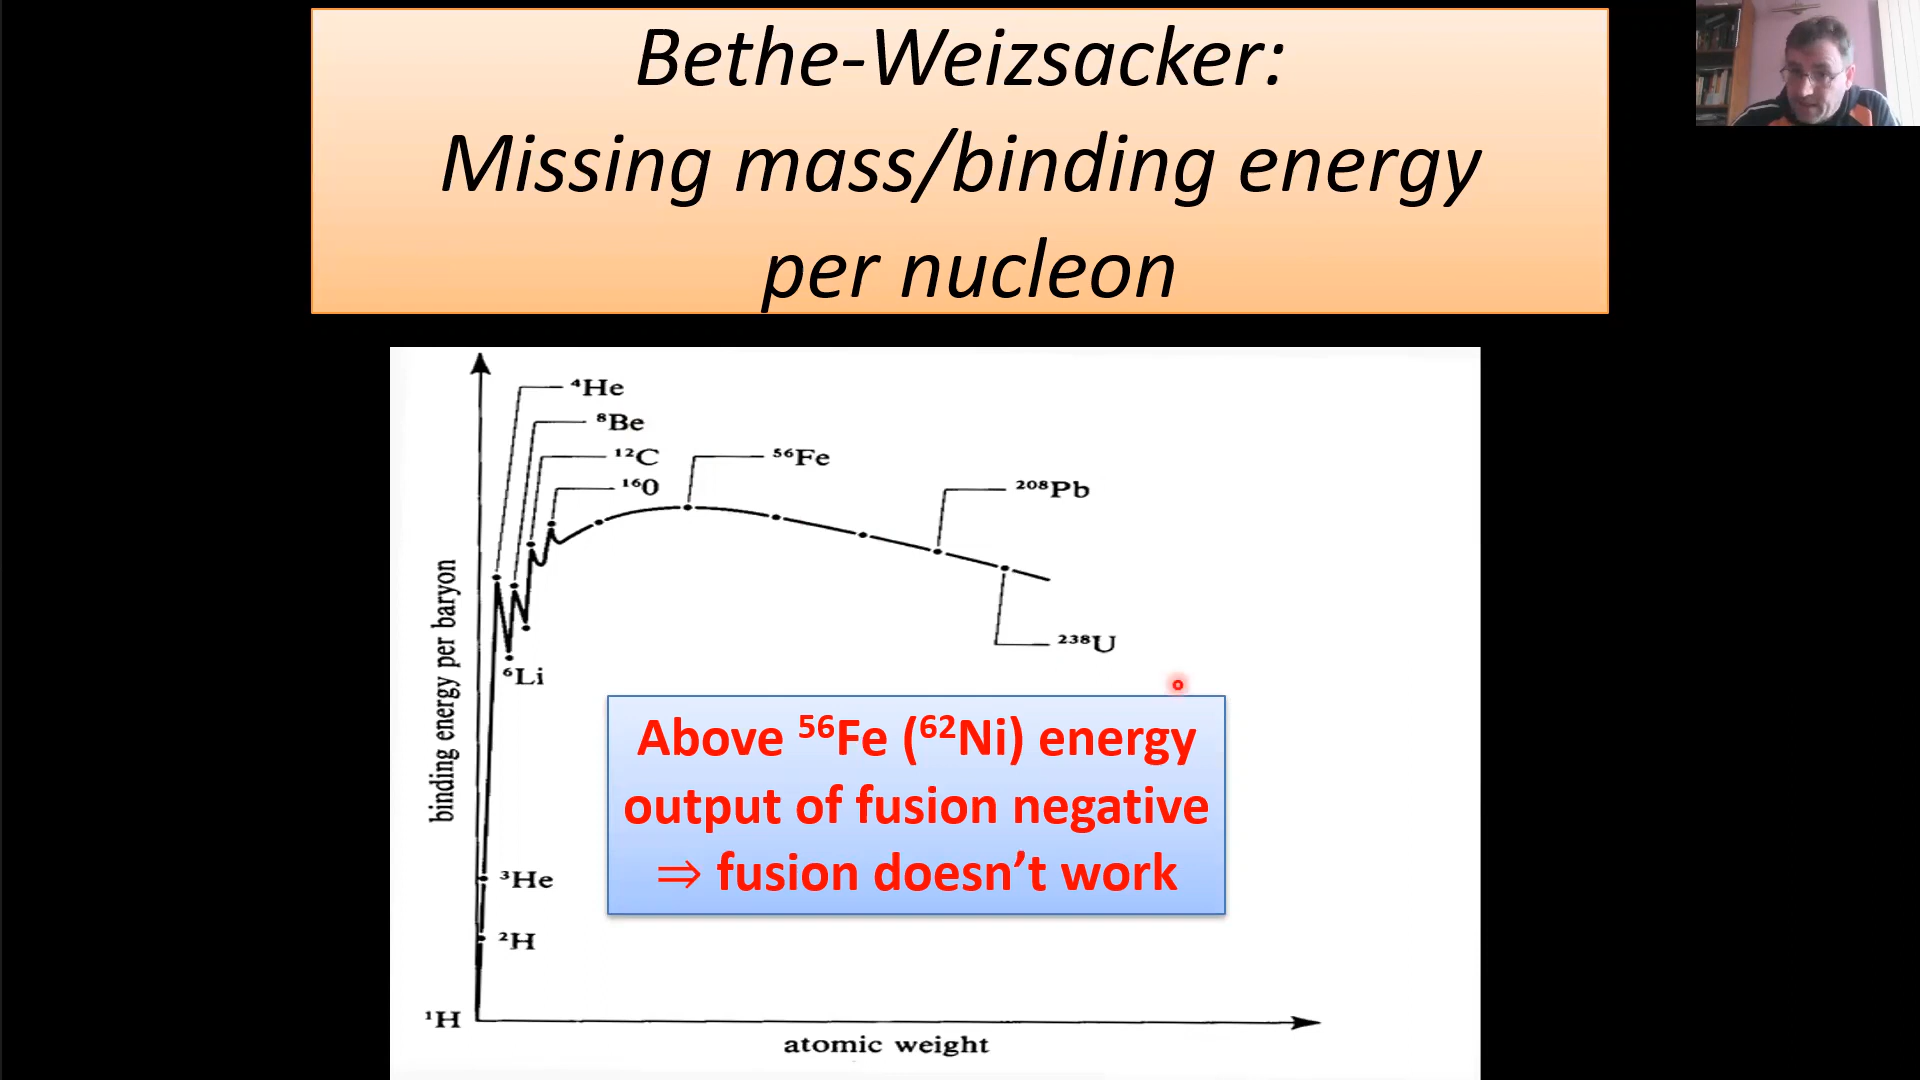 Bethe-Weizsacker:
Missing mass/binding energy
per nucleon
⁴He
⁸Be
¹²C
⁵⁶Fe
¹⁶0
²⁰⁸Pb
²³⁸U
⁶Li
binding energy per baryon
Above ⁵⁶Fe (⁶²Ni) energy
output of fusion negative
⇒ fusion doesn’t work
³He
²H
¹H
atomic weight